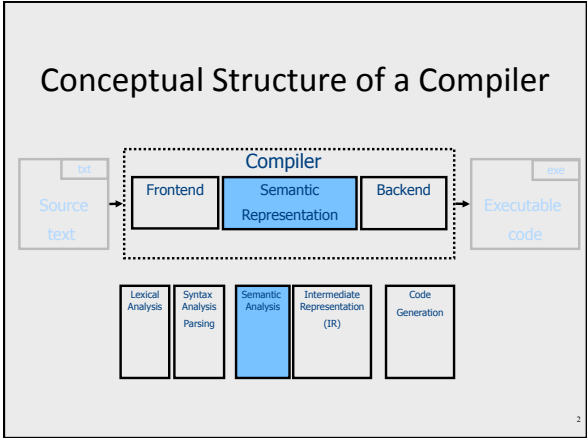 Conceptual Structure of a Compiler
Compiler
txt
Source
text
Frontend
Semantic
Representation
Backend
exe
Executable
code
Lexical
Analysis
Syntax
Analysis
Parsing
Semantic
Analysis
Intermediate
Representation
(IR)
Code
Generation
2